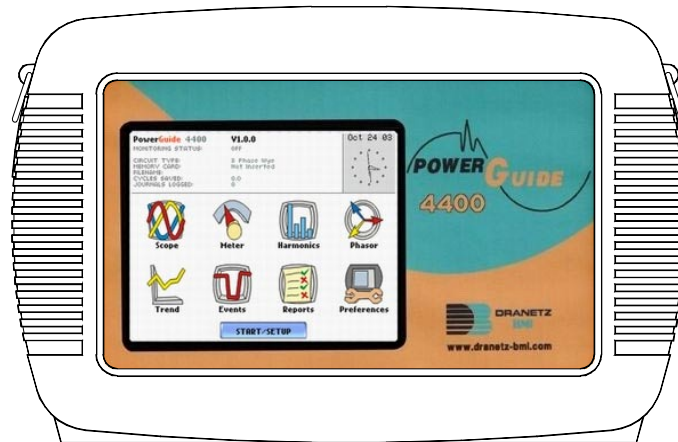 PowerGuide 4400 V1.0.0 Oct 24 03
MONITORING STATUS: OFF
CIRCUIT TYPE: 3 Phase Wye
MEMORY CARD: Not Inserted
FILENAME:
CYCLES SAVED: 0.0
JOURNALS LOGGED: 0
Scope Meter Harmonics Phasor
Trend Events Reports Preferences
START/SETUP
POWERGUIDE
4400
DRANETZ
BMI
www.dranetz-bmi.com